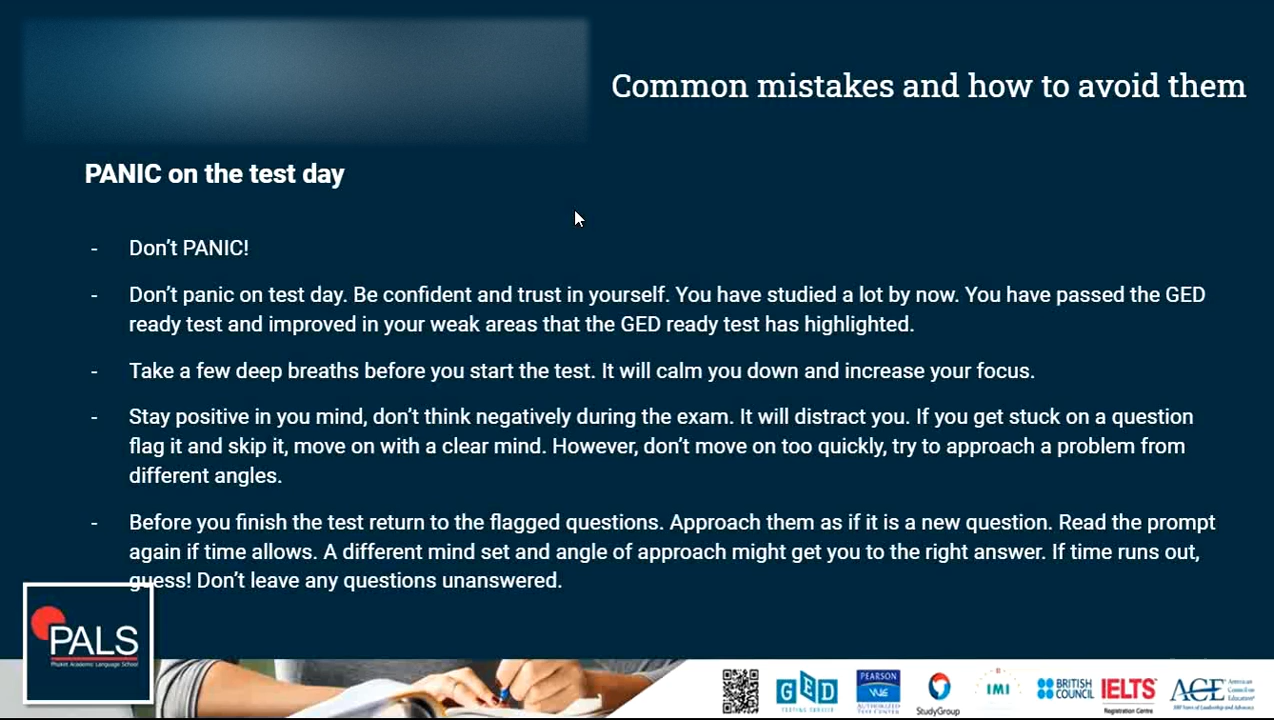 Common mistakes and how to avoid them
PANIC on the test day
- Don't PANIC!
- Don't panic on test day. Be confident and trust in yourself. You have studied a lot by now. You have passed the GED
ready test and improved in your weak areas that the GED ready test has highlighted.
- Take a few deep breaths before you start the test. It will calm you down and increase your focus.
- Stay positive in you mind, don't think negatively during the exam. It will distract you. If you get stuck on a question
flag it and skip it, move on with a clear mind. However, don't move on too quickly, try to approach a problem from
different angles.
- Before you finish the test return to the flagged questions. Approach them as if it is a new question. Read the prompt
again if time allows. A different mind set and angle of approach might get you to the right answer. If time runs out,
guess! Don't leave any questions unanswered.
PALS
Phuket Academic Language School
GED
TESTING SERVICE
PEARSON
VUE
AUTHORIZED
TEST CENTER
StudyGroup
IMI
BRITISH
COUNCIL
IELTS
Registration Centre
ACE
American
Council on
Education
100 Years of Leadership and Advocacy